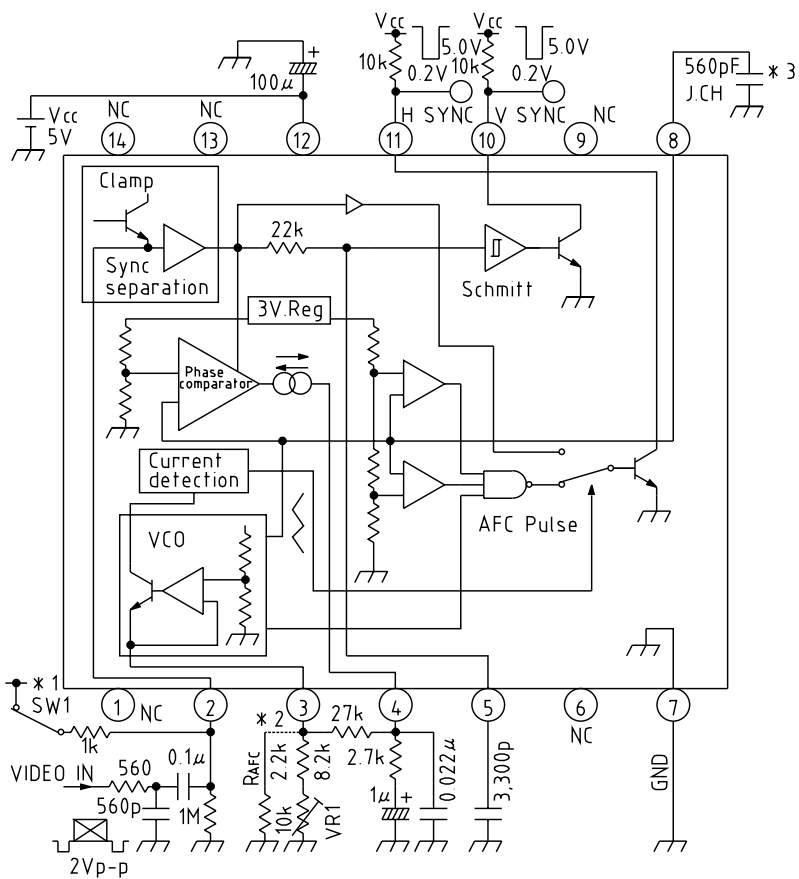 Vcc
Vcc
5.0V
5.0V
10k
10k
0.2V
0.2V
+
100μ
560pF
* 3
J.CH
Vcc
5V
NC
NC
H SYNC
V SYNC
NC
14
13
12
11
10
9
8
Clamp
Sync
separation
22k
Schmitt
3V.Reg
Phase
comparator
Current
detection
AFC Pulse
VCO
* 1
SW1
1
NC
2
3
4
5
6
NC
7
1k
* 2
27k
VIDEO IN
560
0.1μ
560p
1M
RAFC
2.2k
8.2k
10k
VR1
2.7k
1μ
+
0.022μ
3,300p
GND
2Vp-p